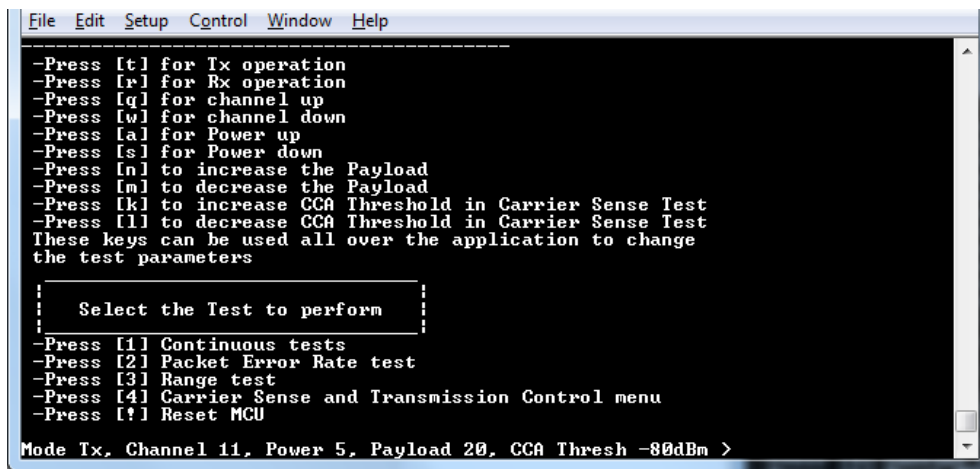 File Edit Setup Control Window Help
-Press [t] for Tx operation
-Press [r] for Rx operation
-Press [q] for channel up
-Press [w] for channel down
-Press [a] for Power up
-Press [s] for Power down
-Press [n] to increase the Payload
-Press [m] to decrease the Payload
-Press [k] to increase CCA Threshold in Carrier Sense Test
-Press [l] to decrease CCA Threshold in Carrier Sense Test
These keys can be used all over the application to change
the test parameters
Select the Test to perform
-Press [1] Continuous tests
-Press [2] Packet Error Rate test
-Press [3] Range test
-Press [4] Carrier Sense and Transmission Control menu
-Press [!] Reset MCU
Mode Tx, Channel 11, Power 5, Payload 20, CCA Thresh -80dBm >